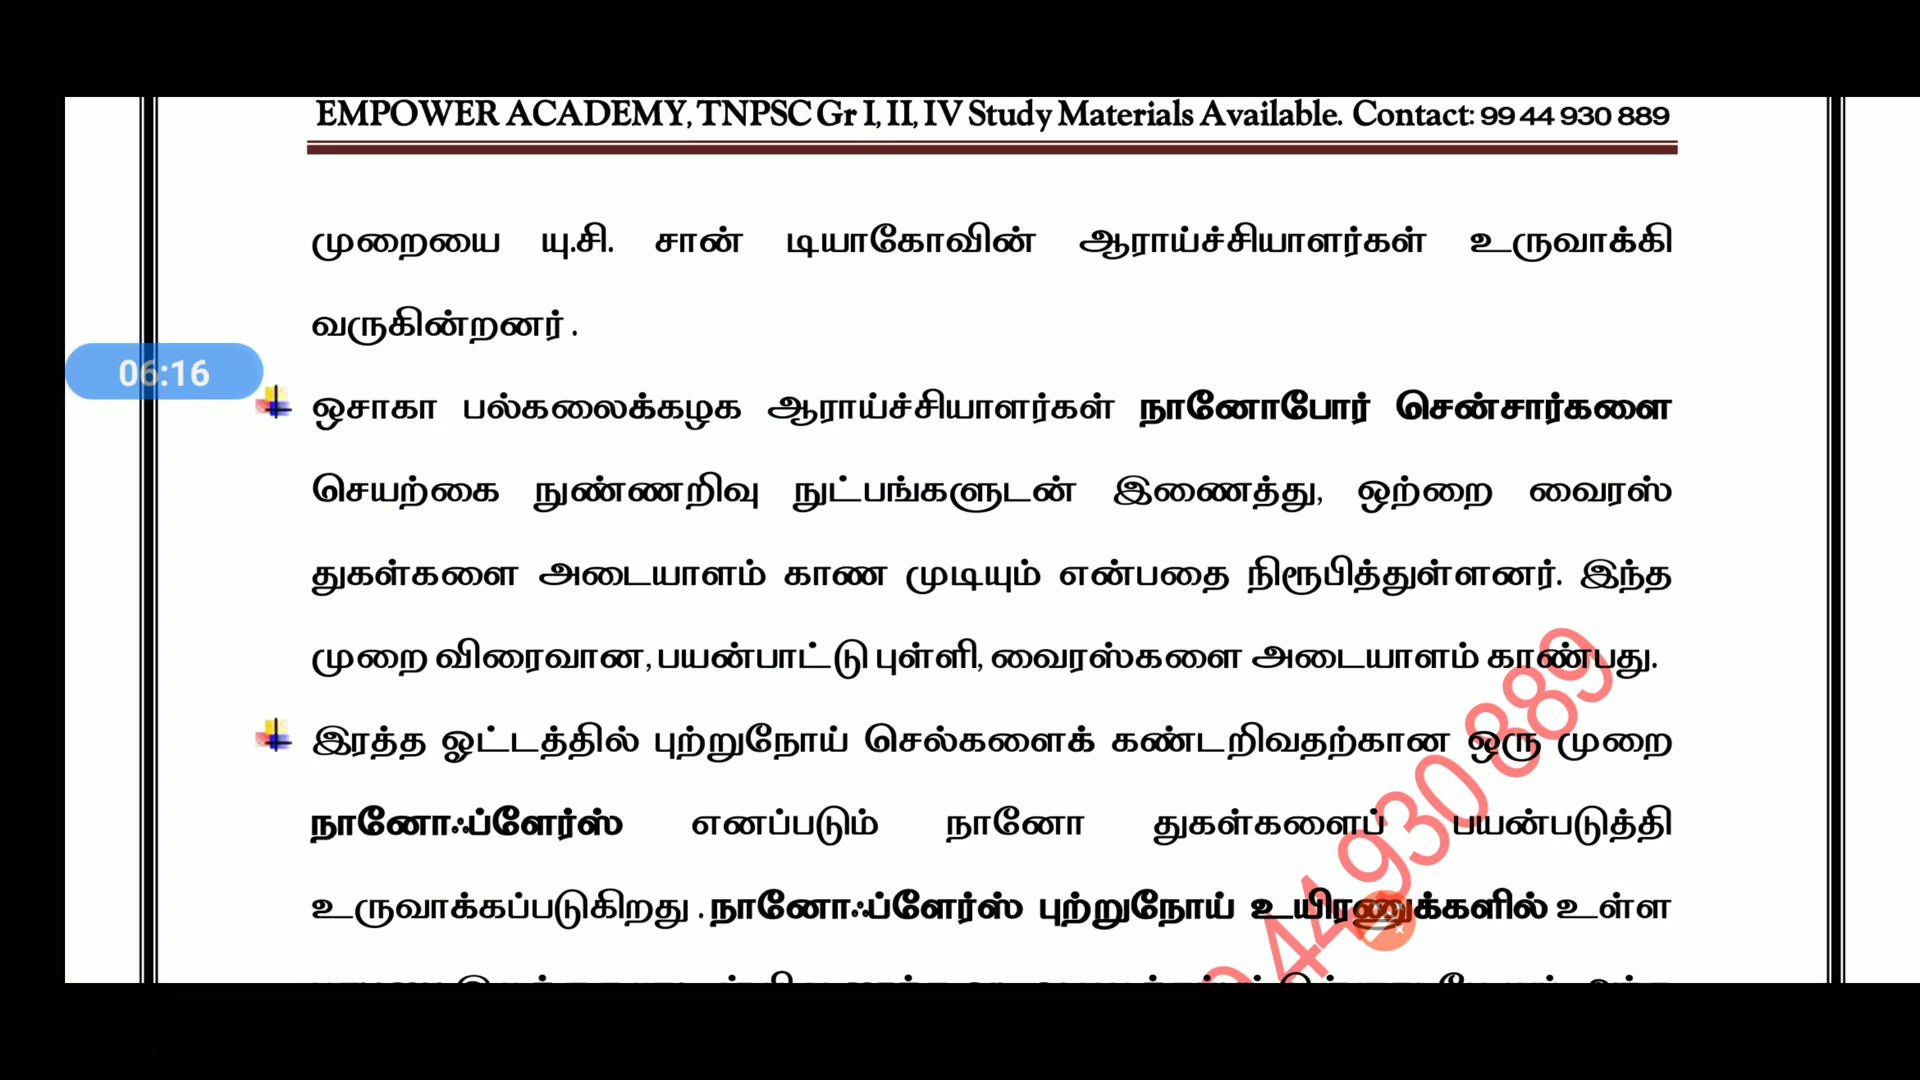 EMPOWER ACADEMY, TNPSC Gr I, II, IV Study Materials Available. Contact: 99 44 930 889
முறையை யு.சி. சான் டியாகோவின் ஆராய்ச்சியாளர்கள் உருவாக்கி
வருகின்றனர் .
06:16
ஒசாகா பல்கலைக்கழக ஆராய்ச்சியாளர்கள் நானோபோர் சென்சார்களை
செயற்கை நுண்ணறிவு நுட்பங்களுடன் இணைத்து, ஒற்றை வைரஸ்
துகள்களை அடையாளம் காண முடியும் என்பதை நிரூபித்துள்ளனர். இந்த
முறை விரைவான, பயன்பாட்டு புள்ளி, வைரஸ்களை அடையாளம் காண்பது.
இரத்த ஓட்டத்தில் புற்றுநோய் செல்களைக் கண்டறிவதற்கான ஒரு முறை
நானோஃப்ளேர்ஸ் எனப்படும் நானோ துகள்களைப் பயன்படுத்தி
உருவாக்கப்படுகிறது . நானோஃப்ளேர்ஸ் புற்றுநோய் உயிரணுக்களில் உள்ள
9 44 930 889